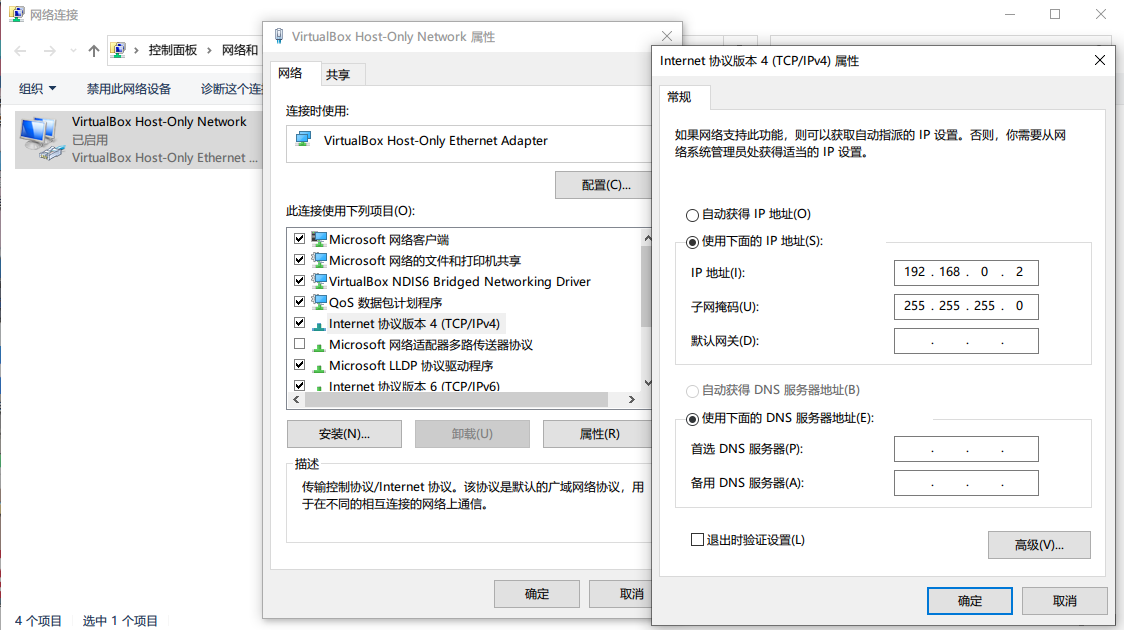 网络连接
控制面板 › 网络和
组织
禁用此网络设备
诊断这个连
VirtualBox Host-Only Network
已启用
VirtualBox Host-Only Ethernet ...
4 个项目
选中 1 个项目
VirtualBox Host-Only Network 属性
网络
共享
连接时使用:
VirtualBox Host-Only Ethernet Adapter
配置(C)...
此连接使用下列项目(O):
Microsoft 网络客户端
Microsoft 网络的文件和打印机共享
VirtualBox NDIS6 Bridged Networking Driver
QoS 数据包计划程序
Internet 协议版本 4 (TCP/IPv4)
Microsoft 网络适配器多路传送器协议
Microsoft LLDP 协议驱动程序
Internet 协议版本 6 (TCP/IPv6)
安装(N)...
卸载(U)
属性(R)
描述
传输控制协议/Internet 协议。该协议是默认的广域网络协议，用
于在不同的相互连接的网络上通信。
确定
取消
Internet 协议版本 4 (TCP/IPv4) 属性
常规
如果网络支持此功能，则可以获取自动指派的 IP 设置。否则，你需要从网
络系统管理员处获得适当的 IP 设置。
自动获得 IP 地址(O)
使用下面的 IP 地址(S):
IP 地址(I):
192 . 168 . 0 . 2
子网掩码(U):
255 . 255 . 255 . 0
默认网关(D):
. . .
自动获得 DNS 服务器地址(B)
使用下面的 DNS 服务器地址(E):
首选 DNS 服务器(P):
. . .
备用 DNS 服务器(A):
. . .
退出时验证设置(L)
高级(V)...
确定
取消